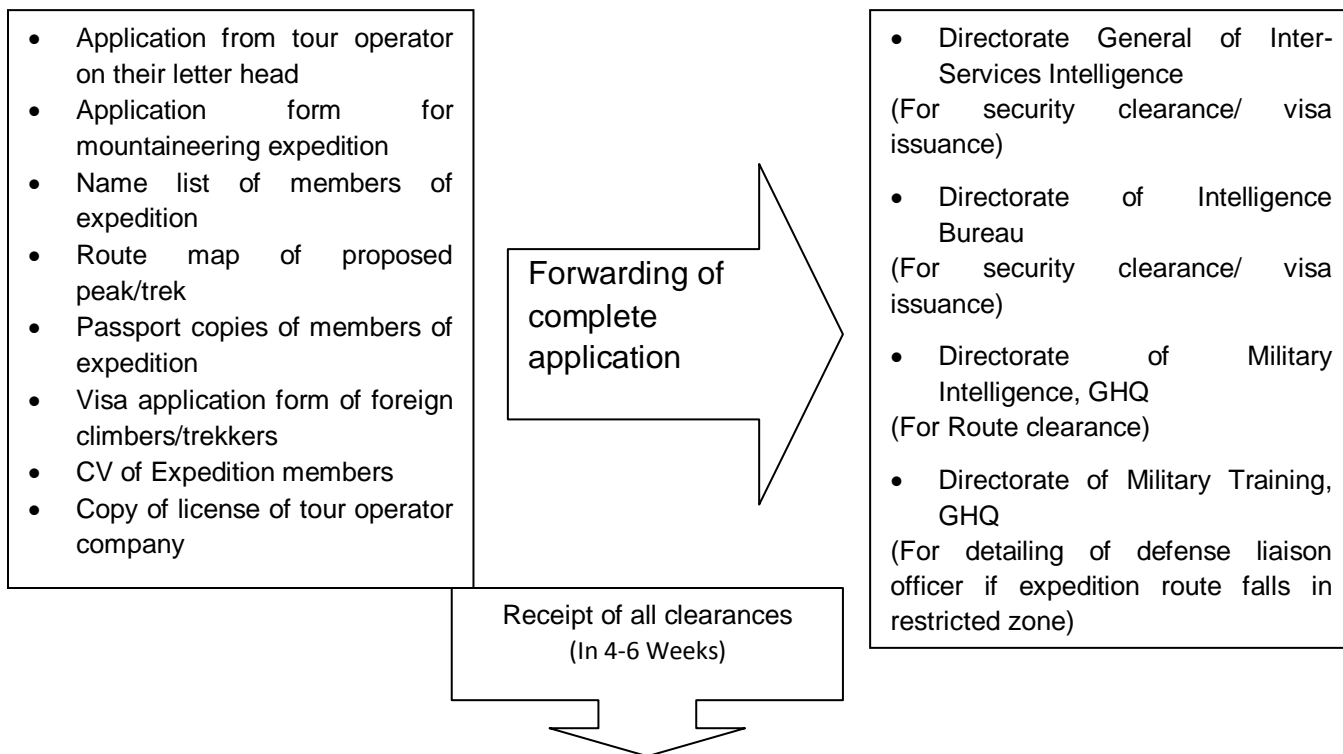 • Application from tour operator
on their letter head
• Application form for
mountaineering expedition
• Name list of members of
expedition
• Route map of proposed
peak/trek
• Passport copies of members of
expedition
• Visa application form of foreign
climbers/trekkers
• CV of Expedition members
• Copy of license of tour operator
company
Forwarding of
complete
application
• Directorate General of Inter-
Services Intelligence
(For security clearance/ visa
issuance)
• Directorate of Intelligence
Bureau
(For security clearance/ visa
issuance)
• Directorate of Military
Intelligence, GHQ
(For Route clearance)
• Directorate of Military Training,
GHQ
(For detailing of defense liaison
officer if expedition route falls in
restricted zone)
Receipt of all clearances
(In 4-6 Weeks)